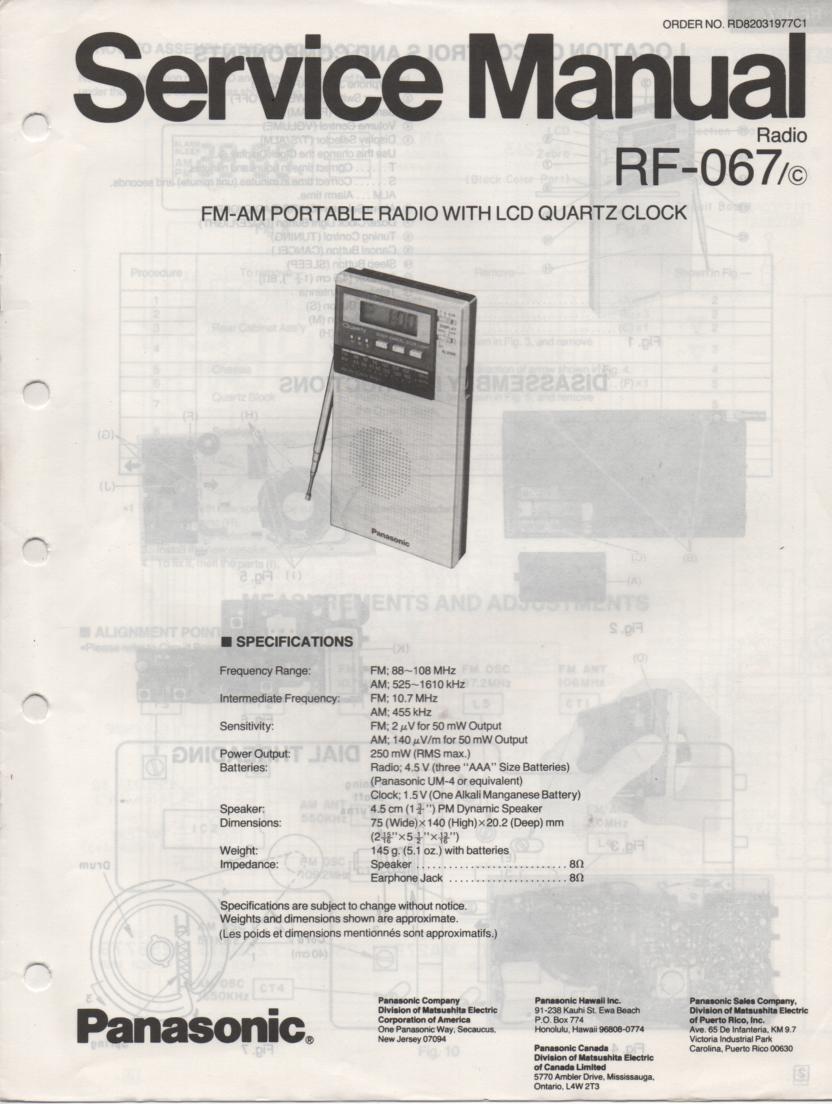 ORDER NO. RD82031977C1
Service Manual
Radio
RF-067/©
FM-AM PORTABLE RADIO WITH LCD QUARTZ CLOCK
Panasonic
■ SPECIFICATIONS
Frequency Range: FM; 88~108 MHz
AM; 525~1610 kHz
Intermediate Frequency: FM; 10.7 MHz
AM; 455 kHz
Sensitivity: FM; 2 μV for 50 mW Output
AM; 140 μV/m for 50 mW Output
Power Output: 250 mW (RMS max.)
Batteries: Radio; 4.5 V (three "AAA" Size Batteries)
(Panasonic UM-4 or equivalent)
Clock; 1.5 V (One Alkali Manganese Battery)
Speaker: 4.5 cm (1 3/4") PM Dynamic Speaker
Dimensions: 75 (Wide)×140 (High)×20.2 (Deep) mm
(2 15/16"×5 1/2"×13/16")
Weight: 145 g. (5.1 oz.) with batteries
Impedance: Speaker ............................ 8Ω
Earphone Jack ...................... 8Ω
Specifications are subject to change without notice.
Weights and dimensions shown are approximate.
(Les poids et dimensions mentionnés sont approximatifs.)
Panasonic®
Panasonic Company
Division of Matsushita Electric
Corporation of America
One Panasonic Way, Secaucus,
New Jersey 07094
Panasonic Hawaii Inc.
91-238 Kauhi St. Ewa Beach
P.O. Box 774
Honolulu, Hawaii 96808-0774
Panasonic Canada
Division of Matsushita Electric
of Canada Limited
5770 Ambler Drive, Mississauga,
Ontario, L4W 2T3
Panasonic Sales Company,
Division of Matsushita Electric
of Puerto Rico, Inc.
Ave. 65 De Infanteria, KM 9.7
Victoria Industrial Park
Carolina, Puerto Rico 00630